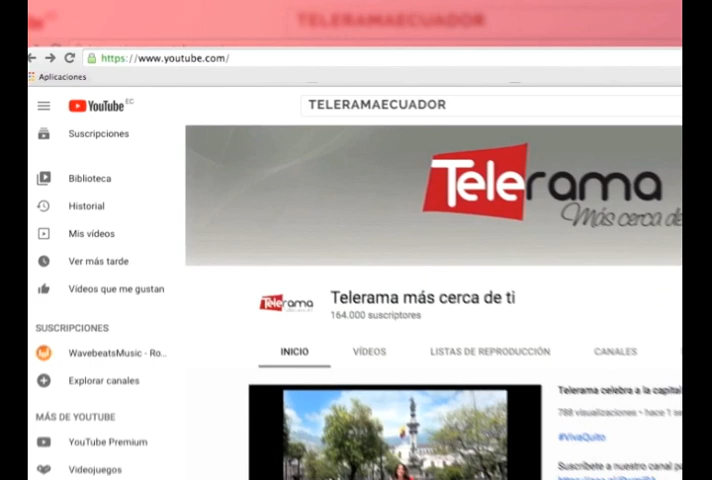 TELERAMAECUADOR
https://www.youtube.com/
Aplicaciones
YouTube EC
TELERAMAECUADOR
Suscripciones
Telerama
Más cerca de
Biblioteca
Historial
Mis vídeos
Ver más tarde
Vídeos que me gustan
Telerama
Telerama más cerca de ti
164.000 suscriptores
SUSCRIPCIONES
WavebeatsMusic - Ro...
Explorar canales
INICIO VÍDEOS LISTAS DE REPRODUCCIÓN CANALES
MÁS DE YOUTUBE
YouTube Premium
Videojuegos
Telerama celebra a la capital
788 visualizaciones • hace 1 se
#VivaQuito
Suscríbete a nuestro canal p